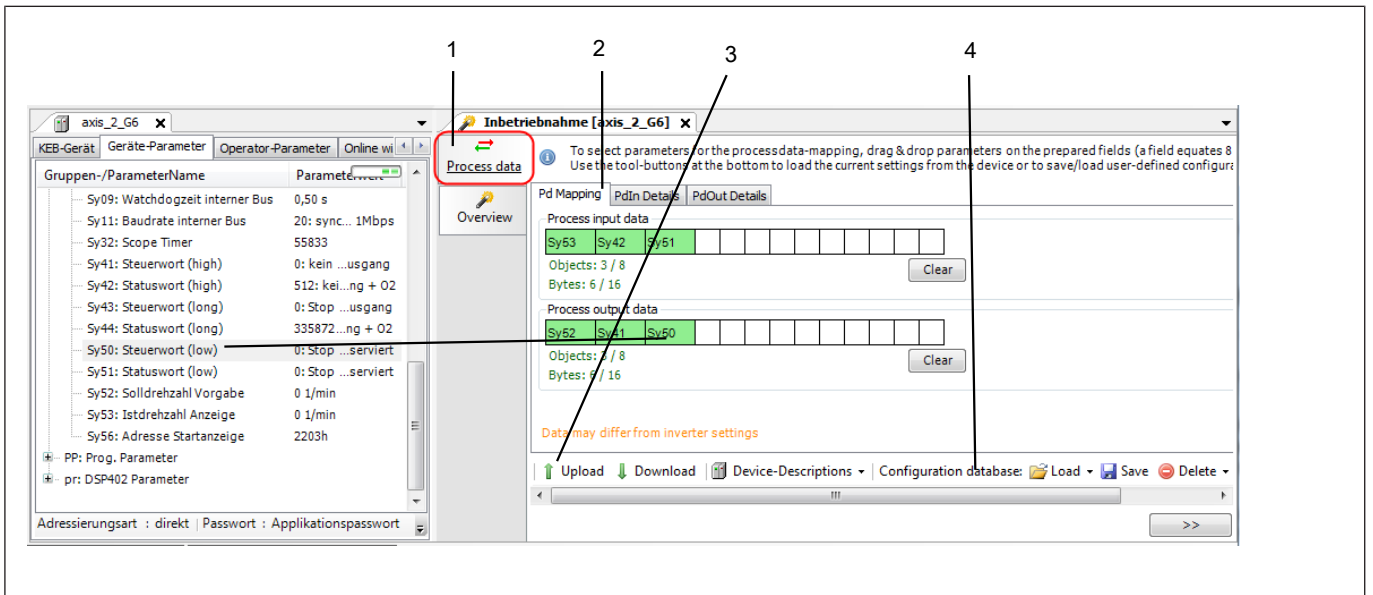 1 2 3 4
axis_2_G6
KEB-Gerät Geräte-Parameter Operator-Parameter Online wi
Gruppen-/ParameterName
Sy09: Watchdogzeit interner Bus 0,50 s
Sy11: Baudrate interner Bus 20: sync... 1Mbps
Sy32: Scope Timer 55833
Sy41: Steuerwort (high) 0: kein ...usgang
Sy42: Statuswort (high) 512: kei...ng + O2
Sy43: Steuerwort (long) 0: Stop ...usgang
Sy44: Statuswort (long) 335872...ng + O2
Sy50: Steuerwort (low) 0: Stop ...serviert
Sy51: Statuswort (low) 0: Stop ...serviert
Sy52: Solldrehzahl Vorgabe 0 1/min
Sy53: Istdrehzahl Anzeige 0 1/min
Sy56: Adresse Startanzeige 2203h
PP: Prog. Parameter
pr: DSP402 Parameter
Adressierungsart : direkt | Passwort : Applikationspasswort
Inbetriebnahme [axis_2_G6]
Process data
Overview
To select parameters for the processdata-mapping, drag & drop parameters on the prepared fields (a field equates 8
Use the tool-buttons at the bottom to load the current settings from the device or to save/load user-defined configura
Pd Mapping PdIn Details PdOut Details
Process input data
Sy53 Sy42 Sy51
Objects: 3 / 8
Bytes: 6 / 16
Clear
Process output data
Sy52 Sy41 Sy50
Objects: 3 / 8
Bytes: 6 / 16
Clear
Data may differ from inverter settings
Upload Download Device-Descriptions Configuration database: Load Save Delete
>>